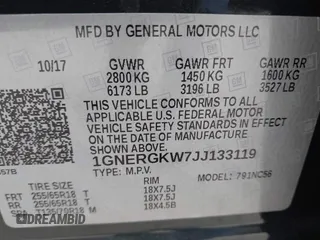 MFD BY GENERAL MOTORS LLC
10/17 GVWR GAWR FRT GAWR RR
2800 KG 1450 KG 1600 KG
6173 LB 3196 LB 3527 LB
THIS VEHICLE CONFORMS TO ALL
APPLICABLE U.S. FEDERAL MOTOR
VEHICLE SAFETY STANDARDS IN EFFECT ON THE DATE OF
MANUFACTURE SHOWN ABOVE.
1GNERGKW7JJ133119
TYPE: M.P.V. MODEL: 791NC56
TIRE SIZE RIM
FRT 255/65R18 T 18X7.5J
RR 255/65R18 T 18X7.5J
T135/70R18 M 18X4.5B
DREAMBID